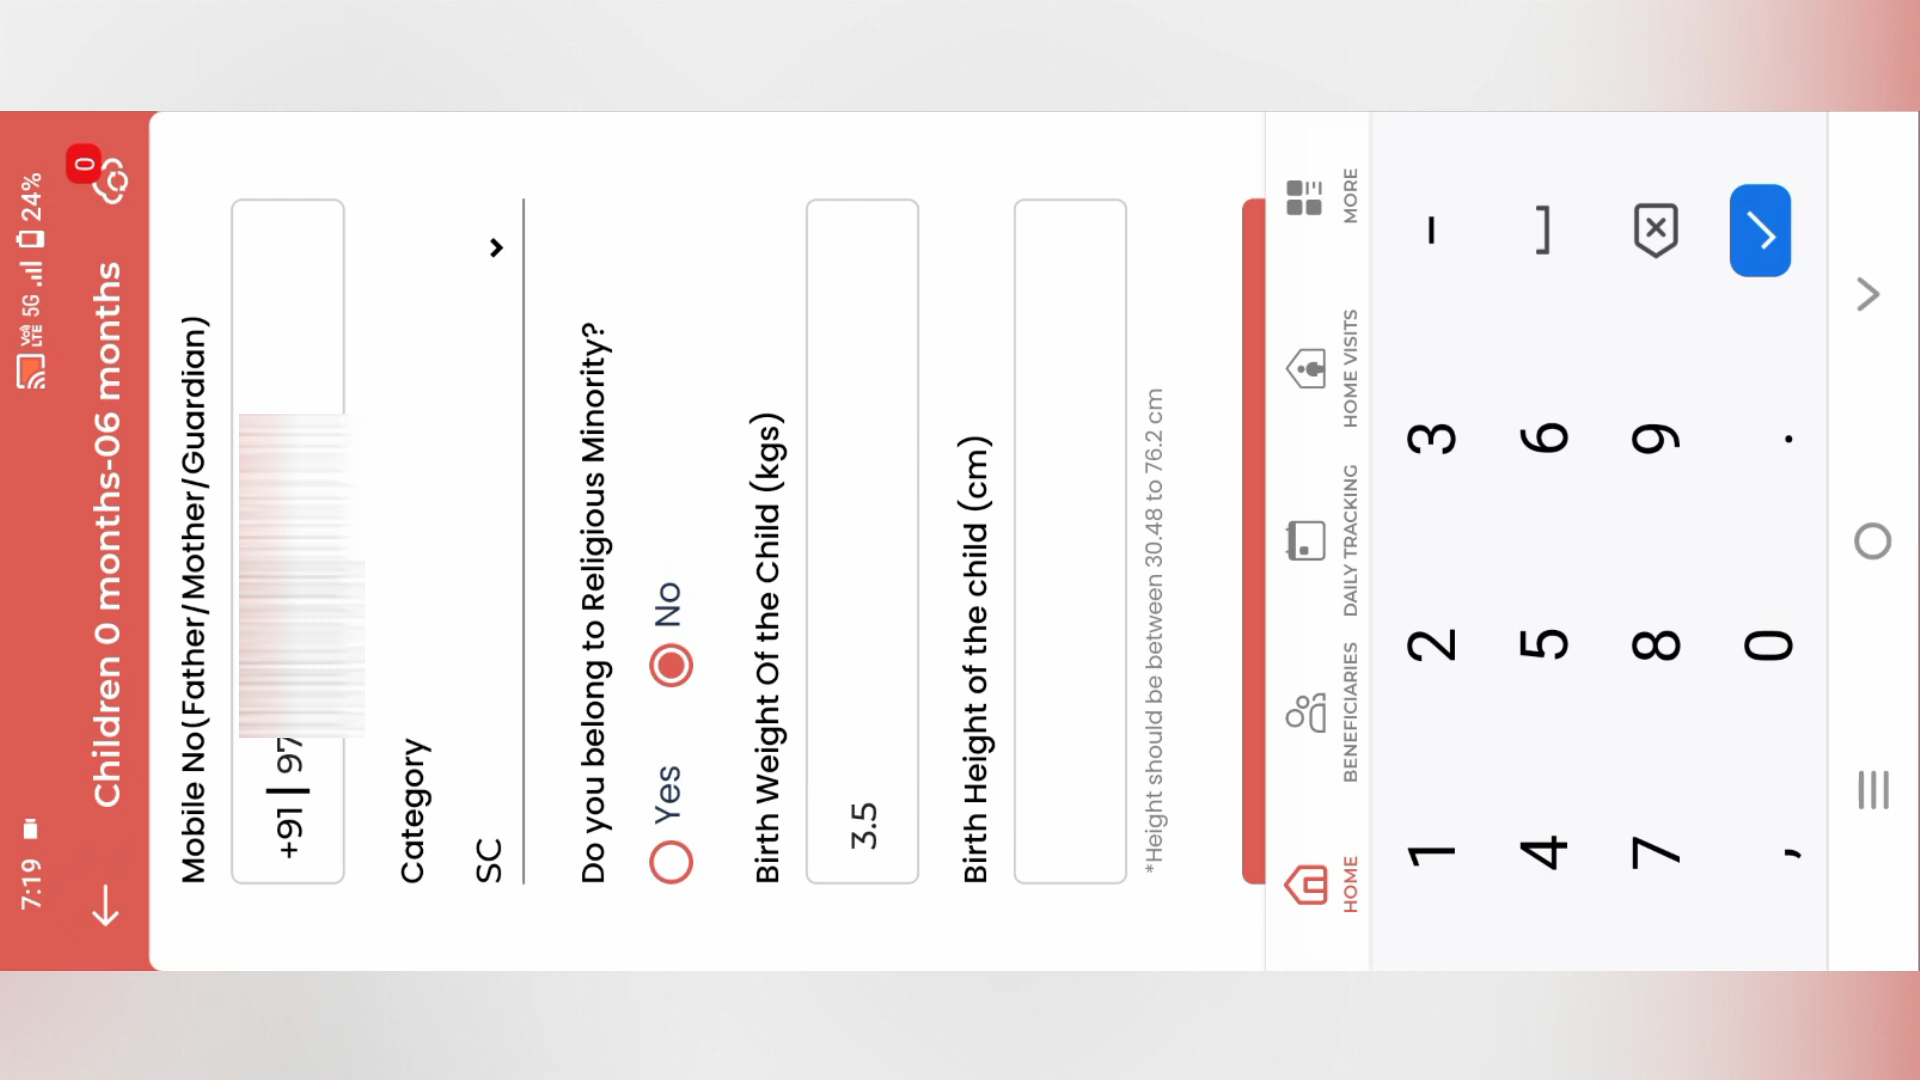 7:19 Vo) LTE 5G 24%
Children 0 months-06 months 0
Mobile No(Father/Mother/Guardian)
+91 | 97
Category
SC
Do you belong to Religious Minority?
Yes No
Birth Weight Of the Child (kgs)
3.5
Birth Height of the child (cm)
*Height should be between 30.48 to 76.2 cm
HOME BENEFICIARIES DAILY TRACKING HOME VISITS MORE
1 2 3 –
4 5 6
7 8 9
, 0 .